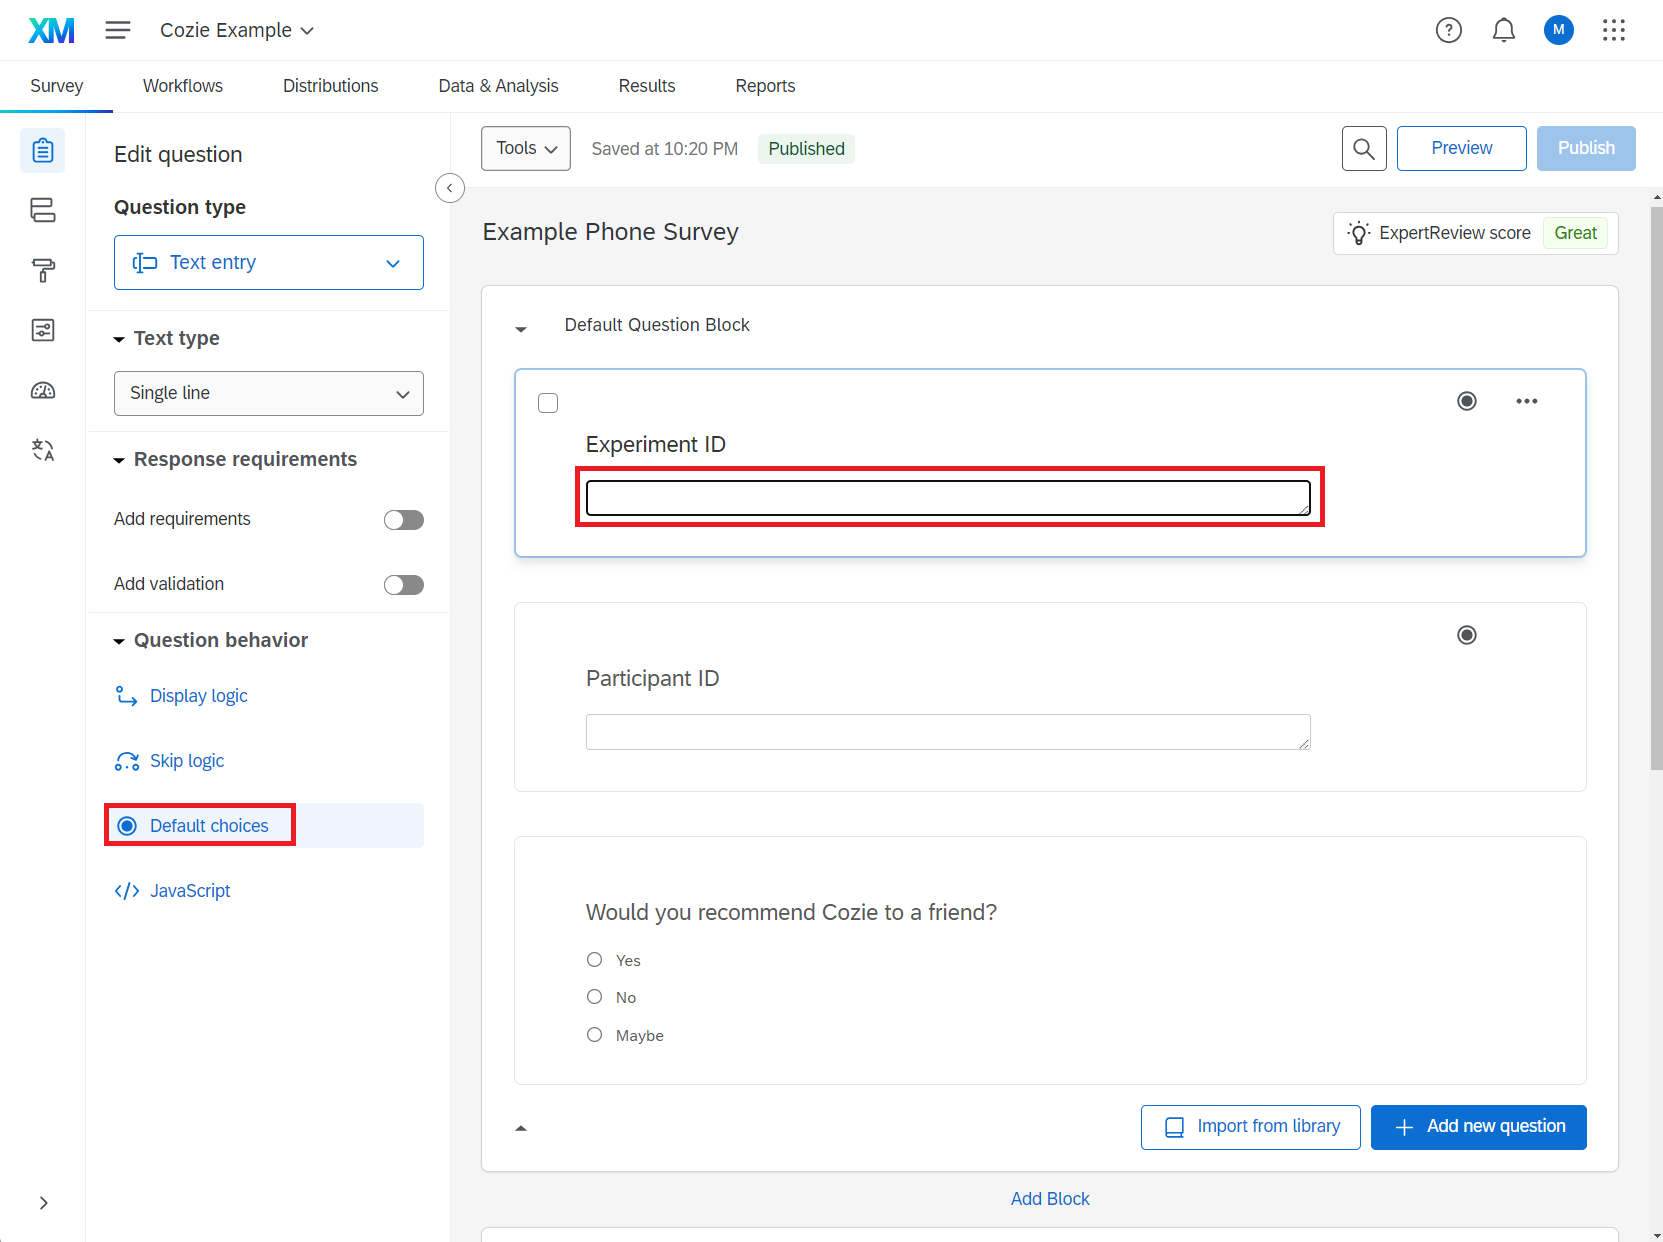 XM
Cozie Example
M
Survey
Workflows
Distributions
Data & Analysis
Results
Reports
Edit question
Question type
Text entry
Text type
Single line
Response requirements
Add requirements
Add validation
Question behavior
Display logic
Skip logic
Default choices
JavaScript
Tools
Saved at 10:20 PM
Published
Preview
Publish
Example Phone Survey
ExpertReview score
Great
Default Question Block
Experiment ID
Participant ID
Would you recommend Cozie to a friend?
Yes
No
Maybe
Import from library
Add new question
Add Block